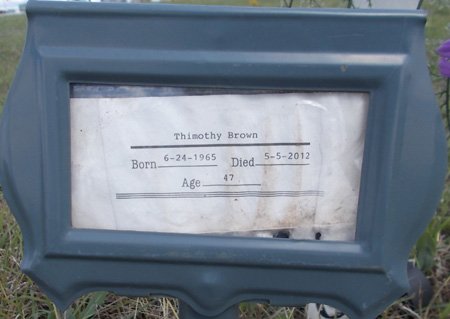 Thimothy Brown
Born 6-24-1965 Died 5-5-2012
Age 47